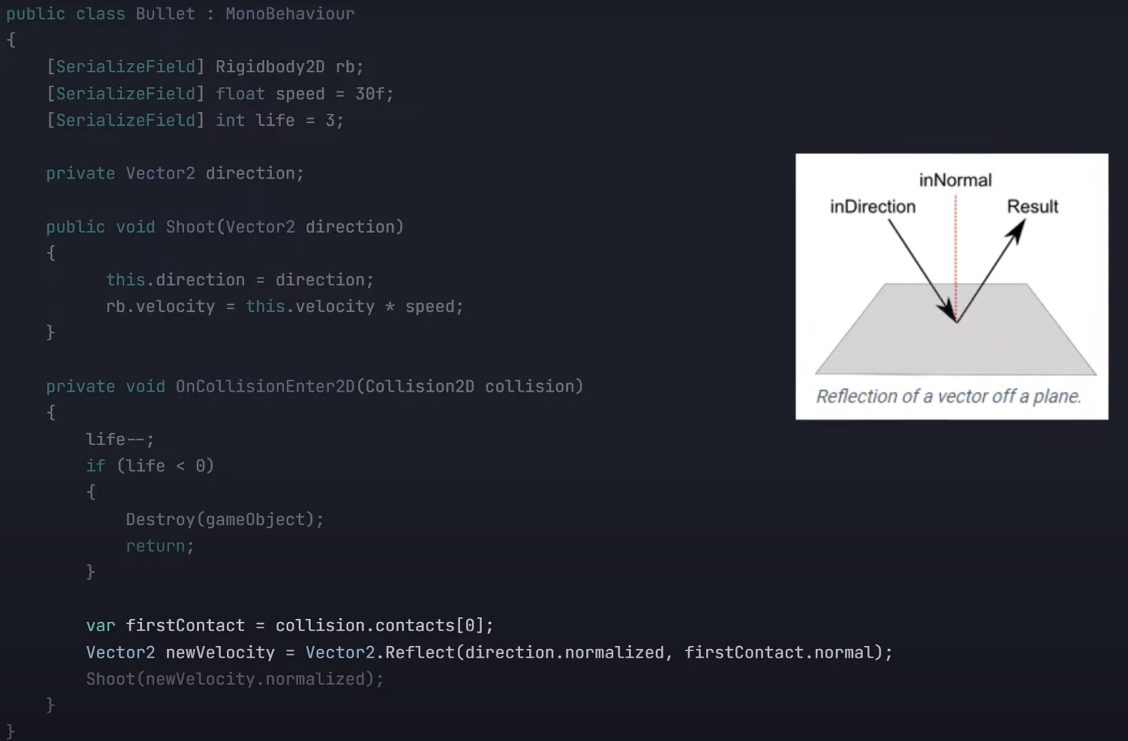 public class Bullet : MonoBehaviour
{
[SerializeField] Rigidbody2D rb;
[SerializeField] float speed = 30f;
[SerializeField] int life = 3;
private Vector2 direction;
public void Shoot(Vector2 direction)
{
this.direction = direction;
rb.velocity = this.velocity * speed;
}
private void OnCollisionEnter2D(Collision2D collision)
{
life--;
if (life < 0)
{
Destroy(gameObject);
return;
}
var firstContact = collision.contacts[0];
Vector2 newVelocity = Vector2.Reflect(direction.normalized, firstContact.normal);
Shoot(newVelocity.normalized);
}
}
inNormal
inDirection
Result
Reflection of a vector off a plane.